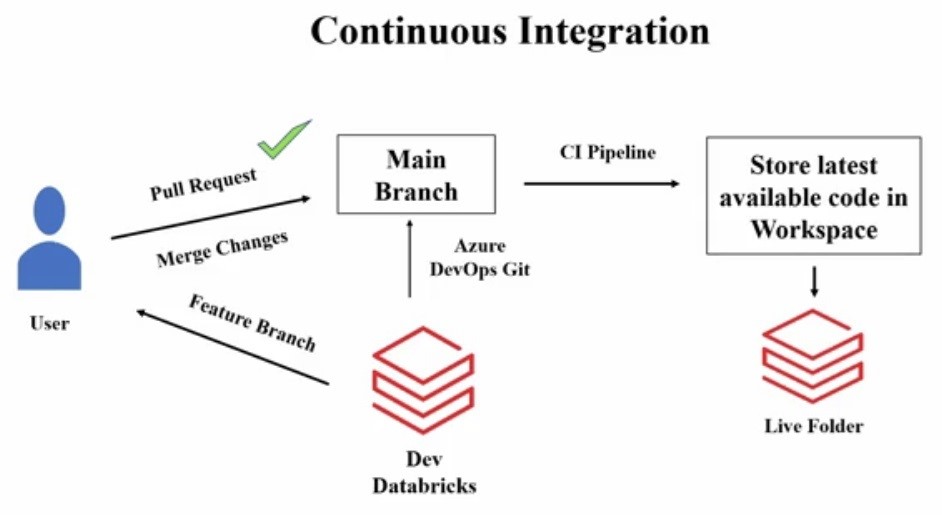 Continuous Integration
Pull Request
Merge Changes
Main
Branch
CI Pipeline
Store latest
available code in
Workspace
Azure
DevOps Git
User
Feature Branch
Dev
Databricks
Live Folder